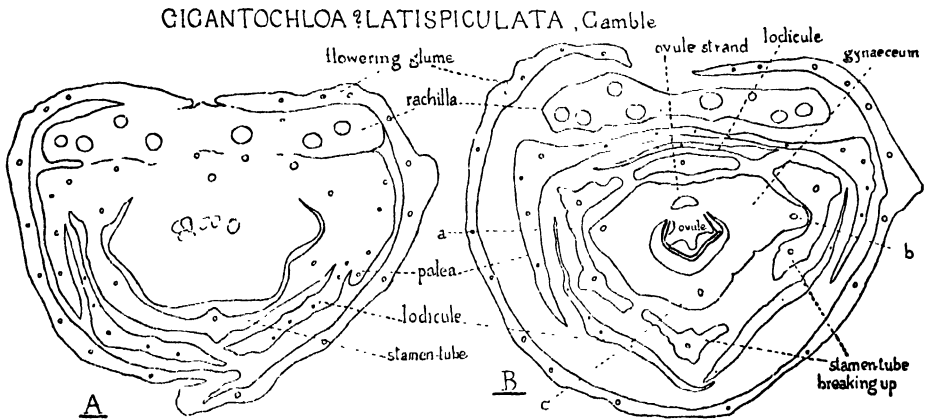 GIGANTOCHLOA ? LATISPICULATA, Gamble
flowering glume
rachilla
ovule strand
lodicule
gynaeceum
ovule
a
b
palea
lodicule
stamen-tube
c
stamen-tube
breaking up
A
B